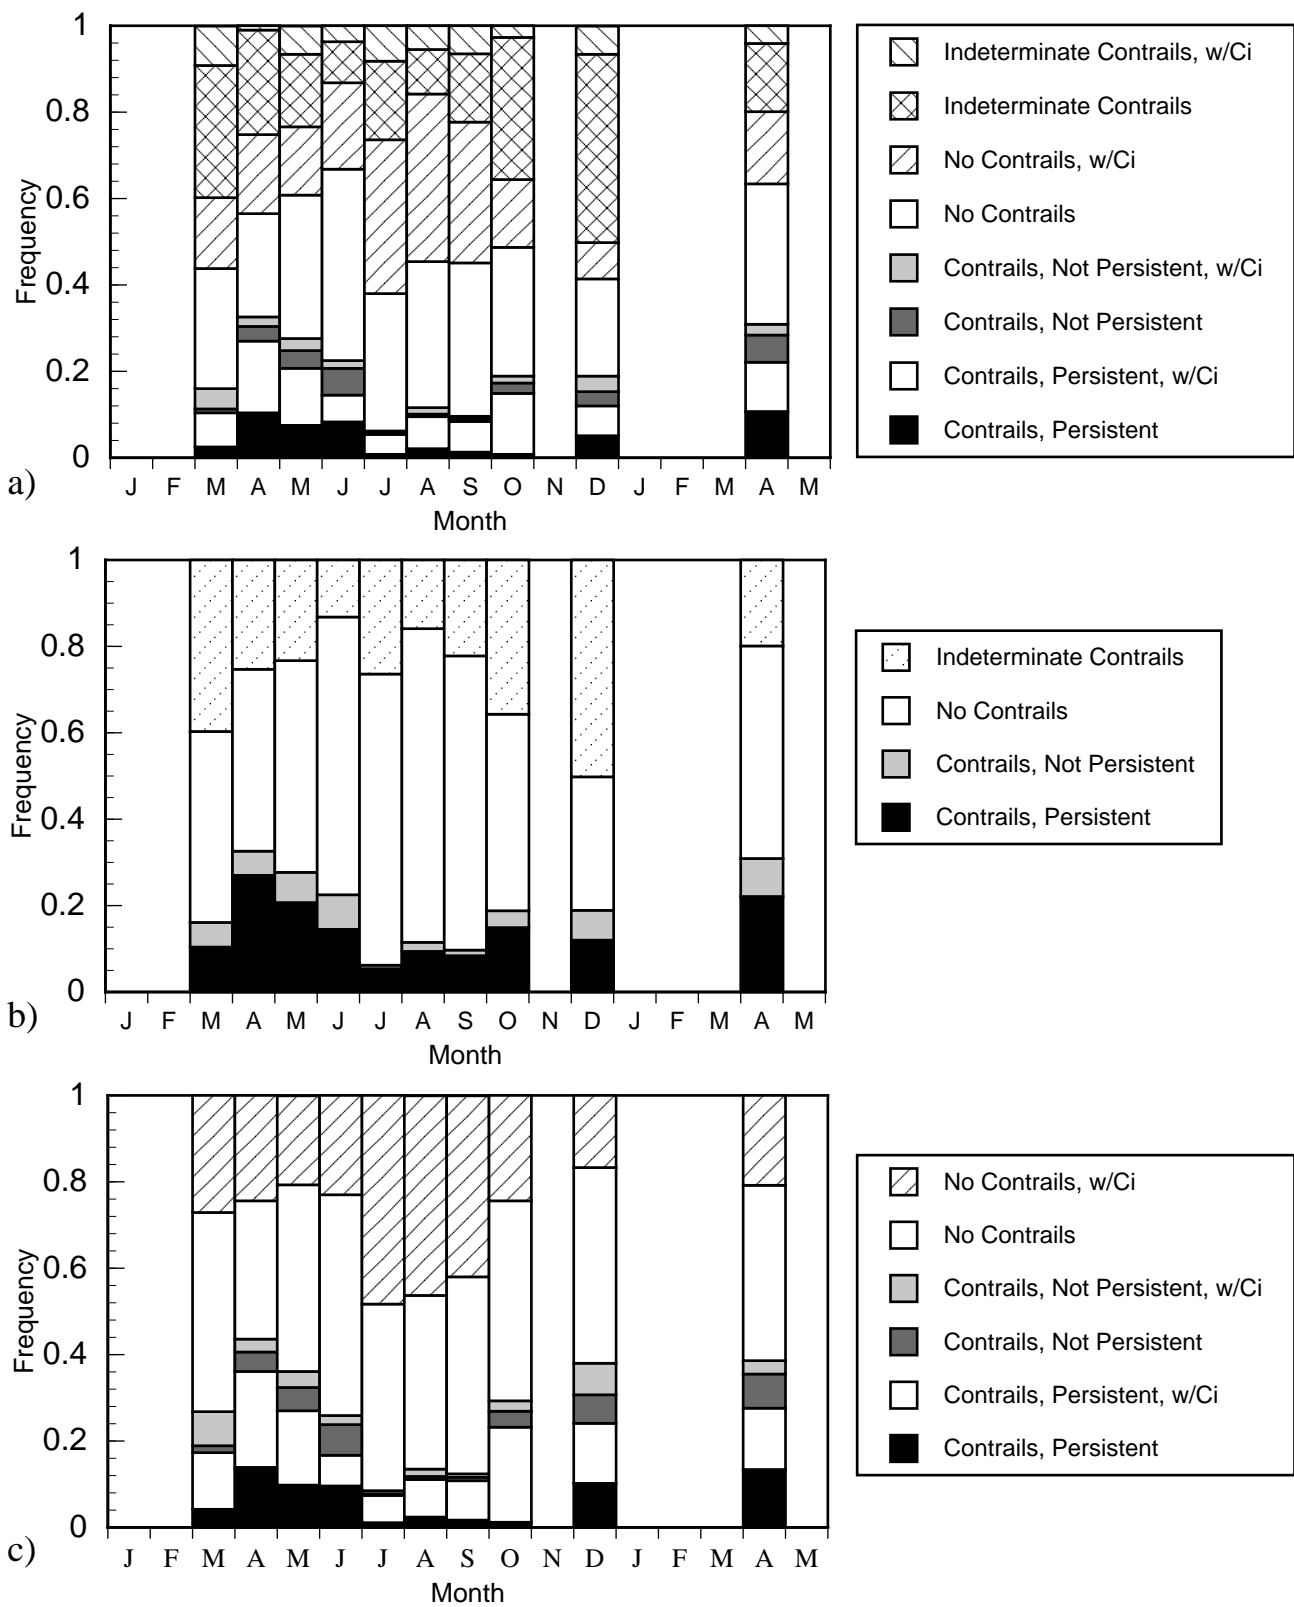 1
0.8
0.6
0.4
0.2
0
Frequency
a)
J F M A M J J A S O N D J F M A M
Month
Indeterminate Contrails, w/Ci
Indeterminate Contrails
No Contrails, w/Ci
No Contrails
Contrails, Not Persistent, w/Ci
Contrails, Not Persistent
Contrails, Persistent, w/Ci
Contrails, Persistent
1
0.8
0.6
0.4
0.2
0
Frequency
b)
J F M A M J J A S O N D J F M A M
Month
Indeterminate Contrails
No Contrails
Contrails, Not Persistent
Contrails, Persistent
1
0.8
0.6
0.4
0.2
0
Frequency
c)
J F M A M J J A S O N D J F M A M
Month
No Contrails, w/Ci
No Contrails
Contrails, Not Persistent, w/Ci
Contrails, Not Persistent
Contrails, Persistent, w/Ci
Contrails, Persistent